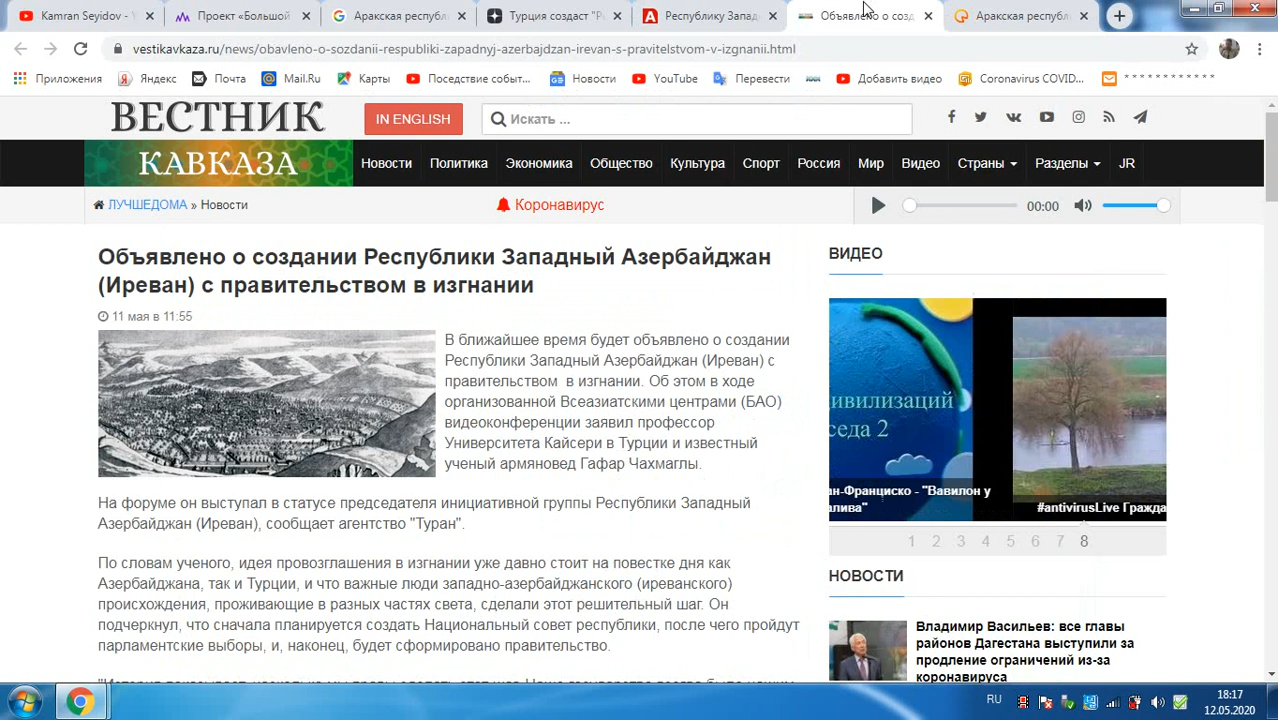 Kamran Seyidov - Y
Проект «Большой
Аракская республ
Турция создаст "Р
Республику Запад
Объявлено о созд
Аракская республ
vestikavkaza.ru/news/obavleno-o-sozdanii-respubliki-zapadnyj-azerbajdzan-irevan-s-pravitelstvom-v-izgnanii.html
Приложения Яндекс Почта Mail.Ru Карты Поседствие событ... Новости YouTube Перевести Добавить видео Coronavirus COVID... * * * * * * * * * * * *
ВЕСТНИК
КАВКАЗА
IN ENGLISH
Искать ...
Новости Политика Экономика Общество Культура Спорт Россия Мир Видео Страны Разделы JR
ЛУЧШЕДОМА » Новости
Коронавирус
00:00
Объявлено о создании Республики Западный Азербайджан
(Иреван) с правительством в изгнании
11 мая в 11:55
В ближайшее время будет объявлено о создании
Республики Западный Азербайджан (Иреван) с
правительством в изгнании. Об этом в ходе
организованной Всеазиатскими центрами (БАО)
видеоконференции заявил профессор
Университета Кайсери в Турции и известный
ученый армяновед Гафар Чахмаглы.
На форуме он выступал в статусе председателя инициативной группы Республики Западный
Азербайджан (Иреван), сообщает агентство "Туран".
По словам ученого, идея провозглашения в изгнании уже давно стоит на повестке дня как
Азербайджана, так и Турции, и что важные люди западно-азербайджанского (иреванского)
происхождения, проживающие в разных частях света, сделали этот решительный шаг. Он
подчеркнул, что сначала планируется создать Национальный совет республики, после чего пройдут
парламентские выборы, и, наконец, будет сформировано правительство.
ВИДЕО
ивилизаций
седа 2
ан-Франциско - "Вавилон у
алива"
#antivirusLive Гражда
1 2 3 4 5 6 7 8
НОВОСТИ
Владимир Васильев: все главы
районов Дагестана выступили за
продление ограничений из-за
коронавируса
RU
18:17
12.05.2020